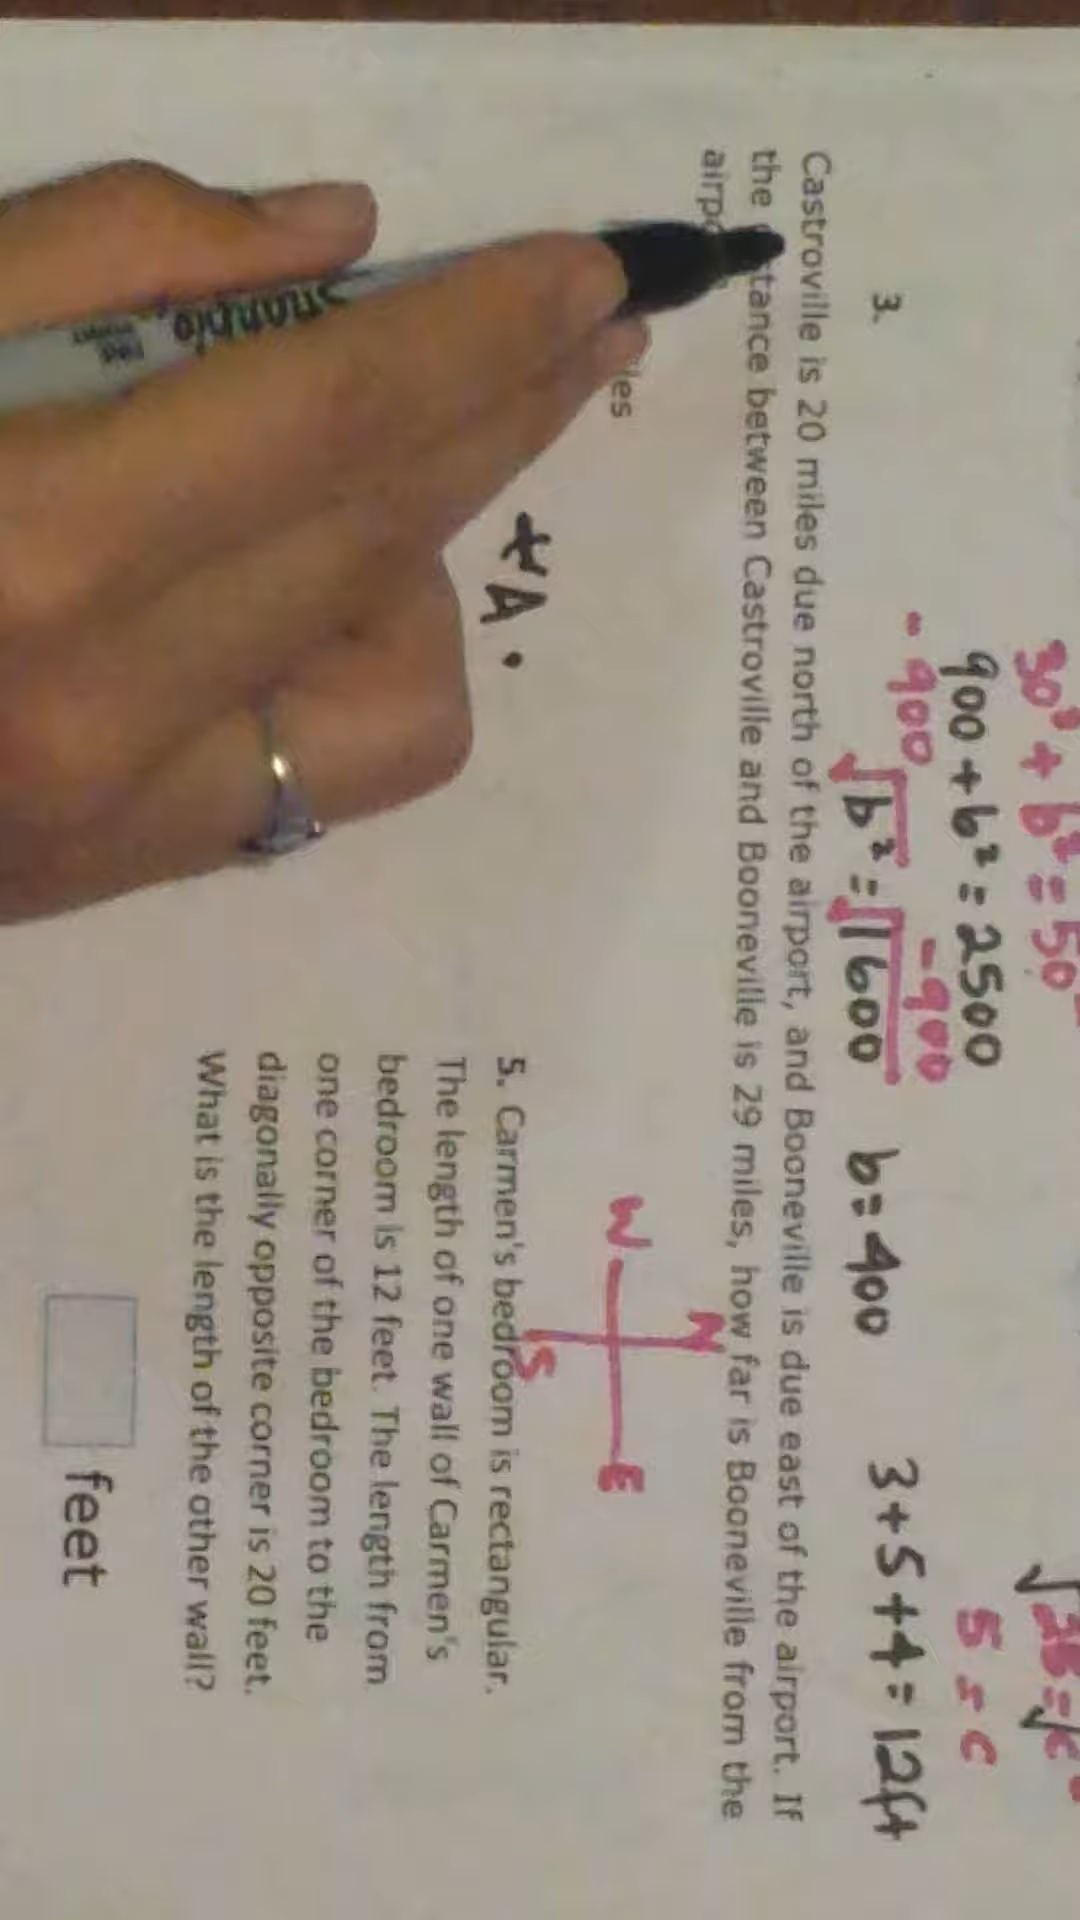 30² + b² = 50
900 + b² = 2500
- 900 - 900
√b² = √1600 b = 400
5 = c
3 + 5 + 4 = 12ft
3.
Castroville is 20 miles due north of the airport, and Booneville is due east of the airport. If
the tance between Castroville and Booneville is 29 miles, how far is Booneville from the
airpo
les
N
W E
S
A.
5. Carmen's bedroom is rectangular.
The length of one wall of Carmen's
bedroom is 12 feet. The length from
one corner of the bedroom to the
diagonally opposite corner is 20 feet.
What is the length of the other wall?
feet
Sharpie